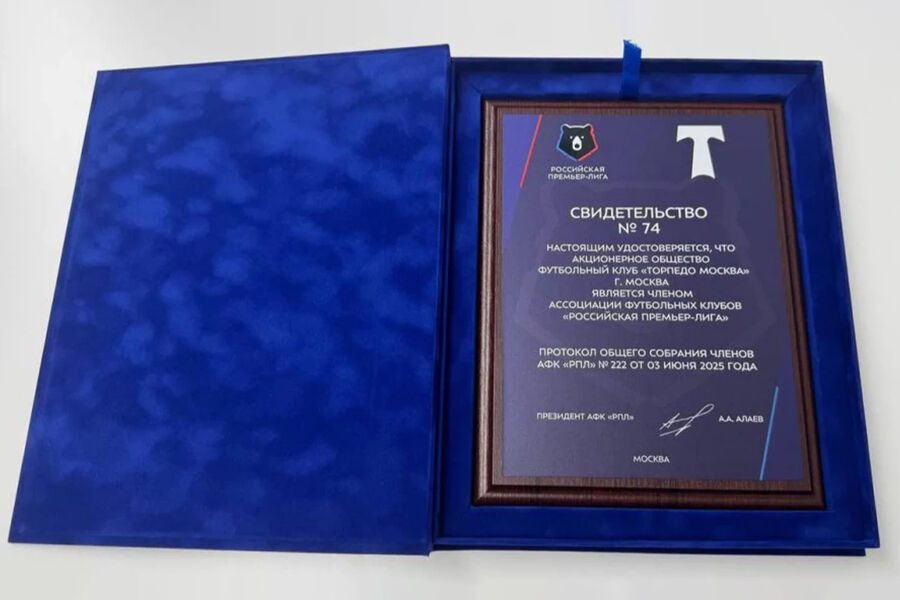 РОССИЙСКАЯ
ПРЕМЬЕР-ЛИГА
СВИДЕТЕЛЬСТВО
№ 74
НАСТОЯЩИМ УДОСТОВЕРЯЕТСЯ, ЧТО
АКЦИОНЕРНОЕ ОБЩЕСТВО
ФУТБОЛЬНЫЙ КЛУБ «ТОРПЕДО МОСКВА»
Г. МОСКВА
ЯВЛЯЕТСЯ ЧЛЕНОМ
АССОЦИАЦИИ ФУТБОЛЬНЫХ КЛУБОВ
«РОССИЙСКАЯ ПРЕМЬЕР-ЛИГА»
ПРОТОКОЛ ОБЩЕГО СОБРАНИЯ ЧЛЕНОВ
АФК «РПЛ» № 222 ОТ 03 ИЮНЯ 2025 ГОДА
ПРЕЗИДЕНТ АФК «РПЛ» А.А. АЛАЕВ
МОСКВА